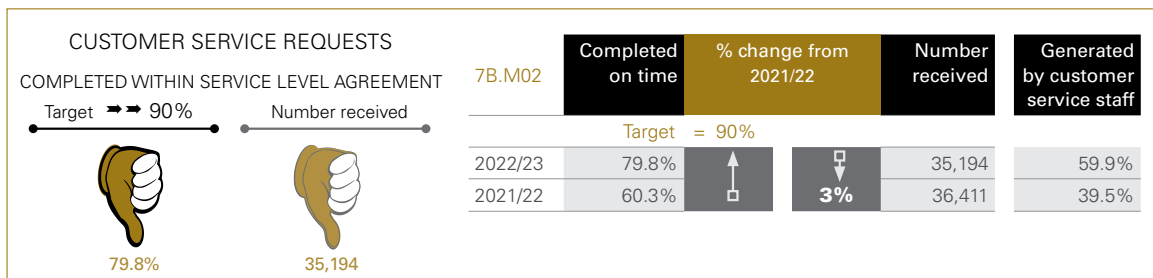 CUSTOMER SERVICE REQUESTS
COMPLETED WITHIN SERVICE LEVEL AGREEMENT
Target 90%
Number received
79.8%
35,194
7B.M02
Completed on time
% change from 2021/22
Number received
Generated by customer service staff
Target = 90%
2022/23 79.8% 35,194 59.9%
2021/22 60.3% 3% 36,411 39.5%